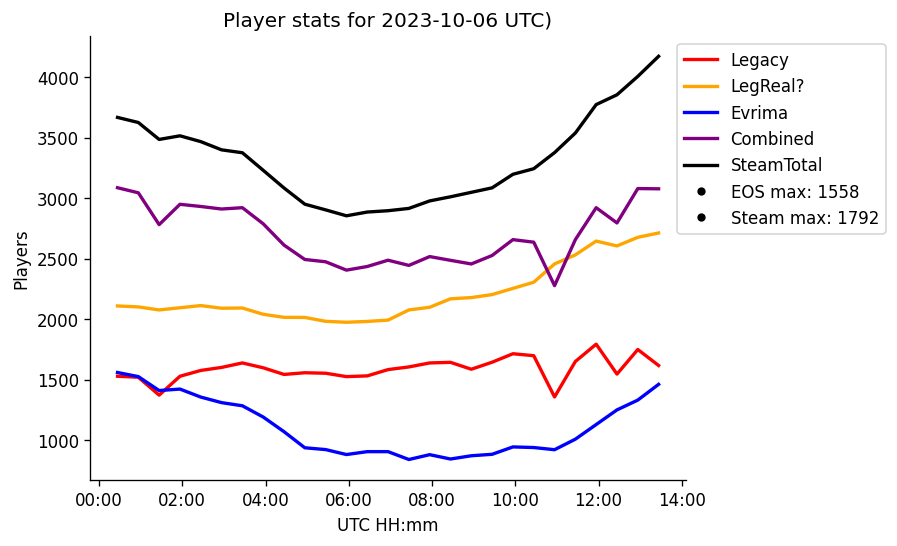 Player stats for 2023-10-06 UTC)
Legacy
LegReal?
Evrima
Combined
SteamTotal
EOS max: 1558
Steam max: 1792
Players
4000
3500
3000
2500
2000
1500
1000
00:00 02:00 04:00 06:00 08:00 10:00 12:00 14:00
UTC HH:mm